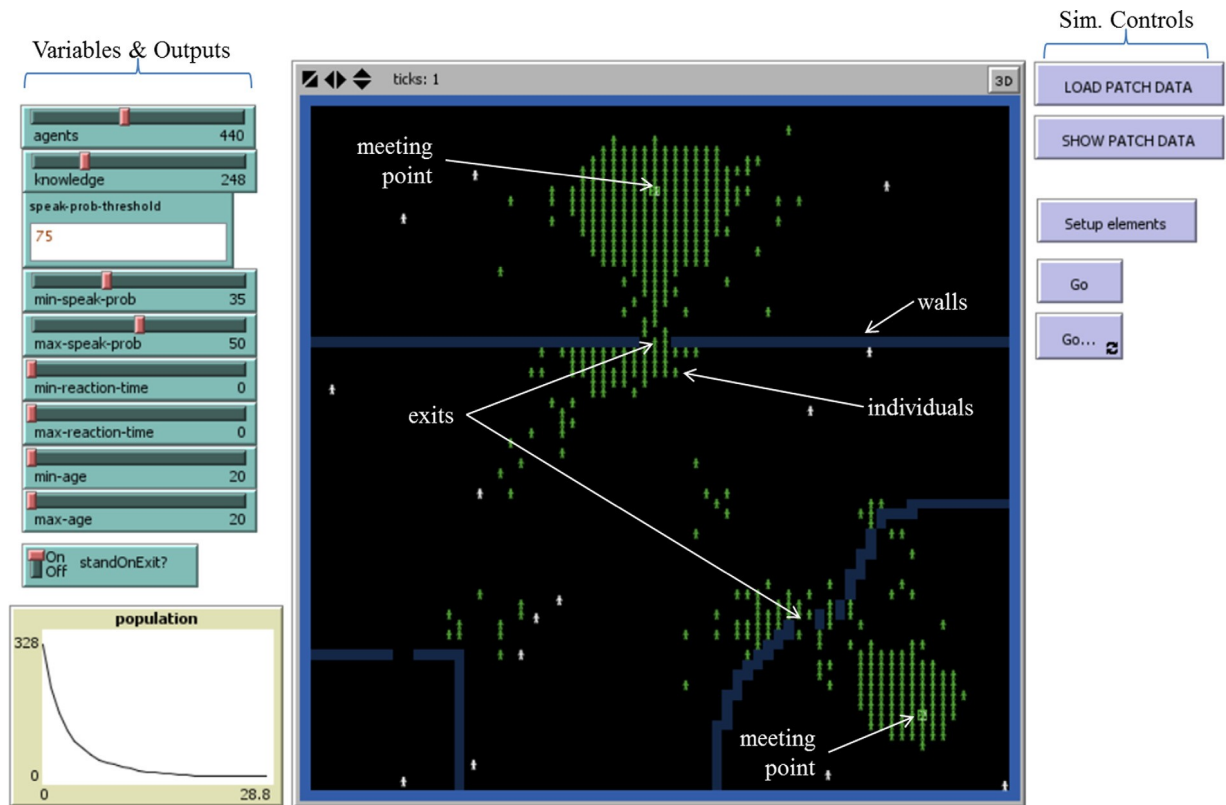 Variables & Outputs
agents 440
knowledge 248
speak-prob-threshold
75
min-speak-prob 35
max-speak-prob 50
min-reaction-time 0
max-reaction-time 0
min-age 20
max-age 20
On
Off
standOnExit?
population
328
0
0 28.8
ticks: 1
3D
meeting
point
walls
individuals
exits
meeting
point
Sim. Controls
LOAD PATCH DATA
SHOW PATCH DATA
Setup elements
Go
Go...